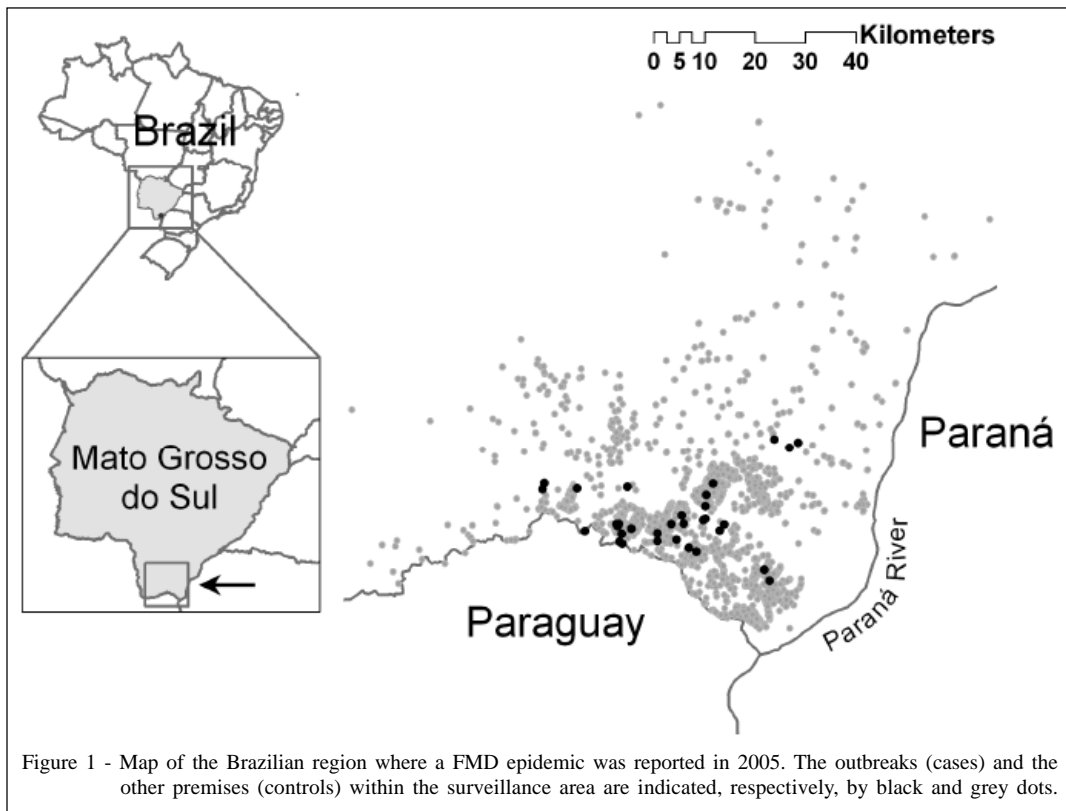 Brazil
Kilometers
0 5 10 20 30 40
Mato Grosso
do Sul
Paraná
Paraná River
Paraguay
Figure 1 - Map of the Brazilian region where a FMD epidemic was reported in 2005. The outbreaks (cases) and the
other premises (controls) within the surveillance area are indicated, respectively, by black and grey dots.